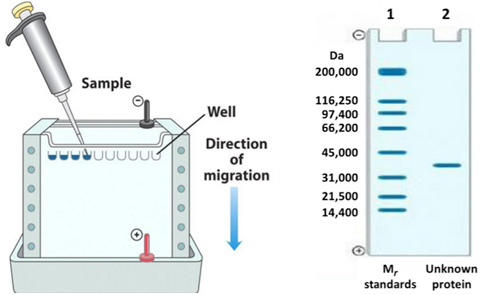 Sample
⊖
Well
Direction
of
migration
⊕
1 2
⊖
Da
200,000
116,250
97,400
66,200
45,000
31,000
21,500
14,400
⊕
Mr
standards
Unknown
protein